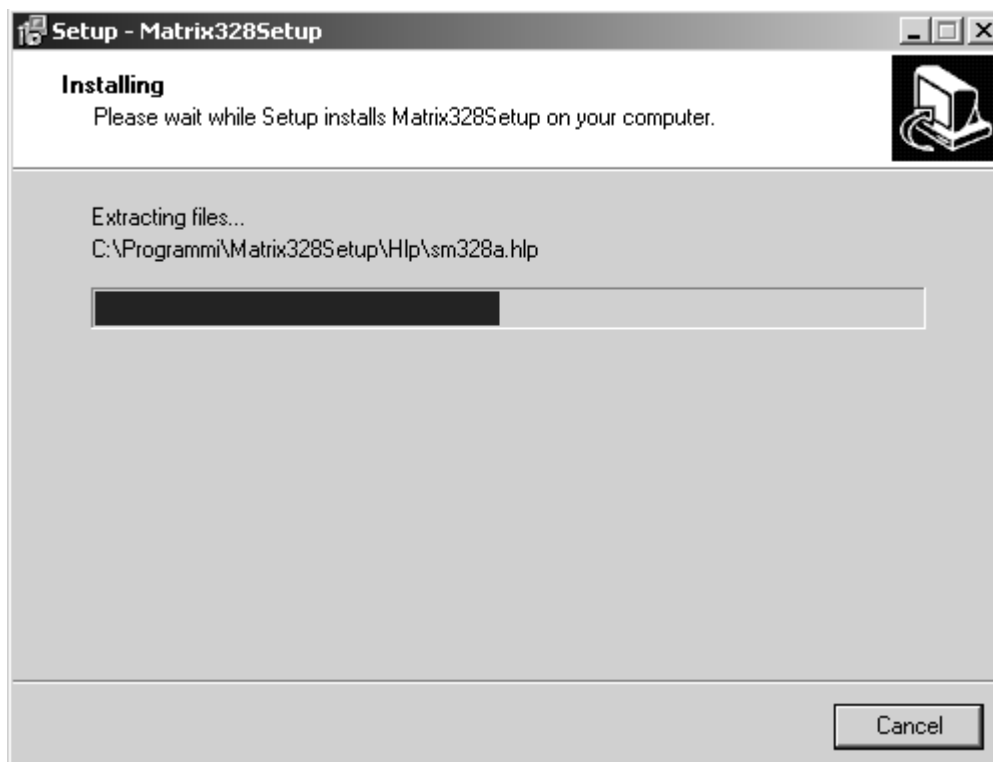 Setup - Matrix328Setup
Installing
Please wait while Setup installs Matrix328Setup on your computer.
Extracting files...
C:\Programmi\Matrix328Setup\Hlp\sm328a.hlp
Cancel